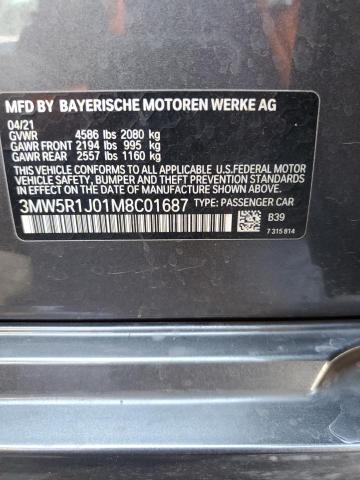 MFD BY BAYERISCHE MOTOREN WERKE AG
04/21
GVWR 4586 lbs 2080 kg
GAWR FRONT 2194 lbs 995 kg
GAWR REAR 2557 lbs 1160 kg
THIS VEHICLE CONFORMS TO ALL APPLICABLE U.S.FEDERAL MOTOR
VEHICLE SAFETY, BUMPER, AND THEFT PREVENTION STANDARDS
IN EFFECT ON THE DATE OF MANUFACTURE SHOWN ABOVE.
3MW5R1J01M8C01687 TYPE: PASSENGER CAR
B39
7 315 814